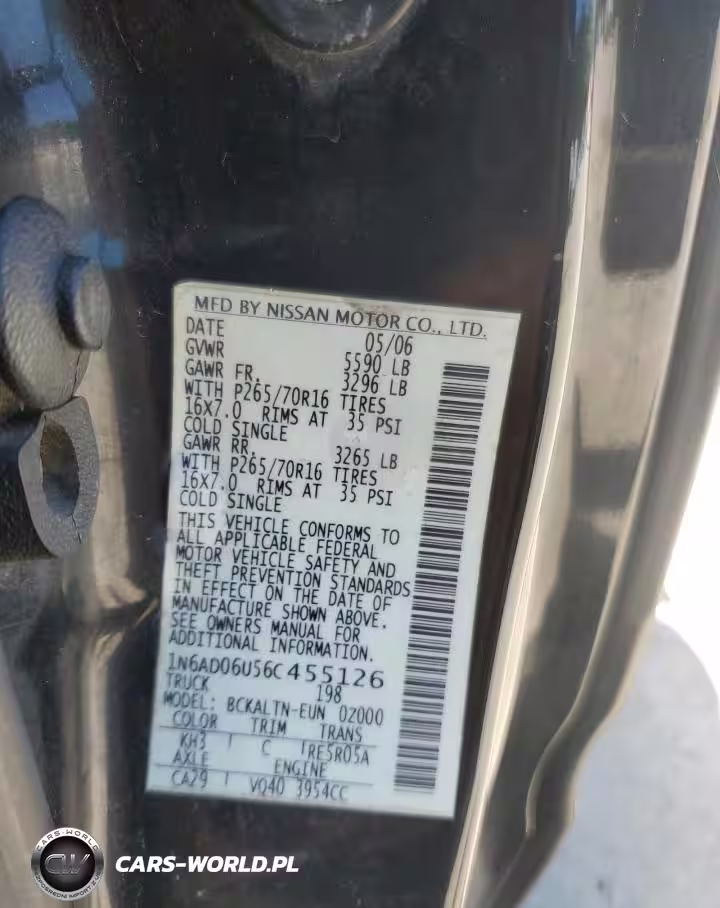 MFD BY NISSAN MOTOR CO., LTD.
DATE 05/06
GVWR 5590 LB
GAWR FR. 3296 LB
WITH P265/70R16 TIRES
16X7.0 RIMS AT 35 PSI
COLD SINGLE
GAWR RR. 3265 LB
WITH P265/70R16 TIRES
16X7.0 RIMS AT 35 PSI
COLD SINGLE
THIS VEHICLE CONFORMS TO
ALL APPLICABLE FEDERAL
MOTOR VEHICLE SAFETY AND
THEFT PREVENTION STANDARDS
IN EFFECT ON THE DATE OF
MANUFACTURE SHOWN ABOVE.
SEE OWNERS MANUAL FOR
ADDITIONAL INFORMATION.
1N6AD06U56C455126
TRUCK 198
MODEL: BCKALTN-EUN 02000
COLOR TRIM TRANS
KH3 C RE5R05A
AXLE ENGINE
CA29 VQ40 3954CC
CARS-WORLD
CW
CARS-WORLD.PL